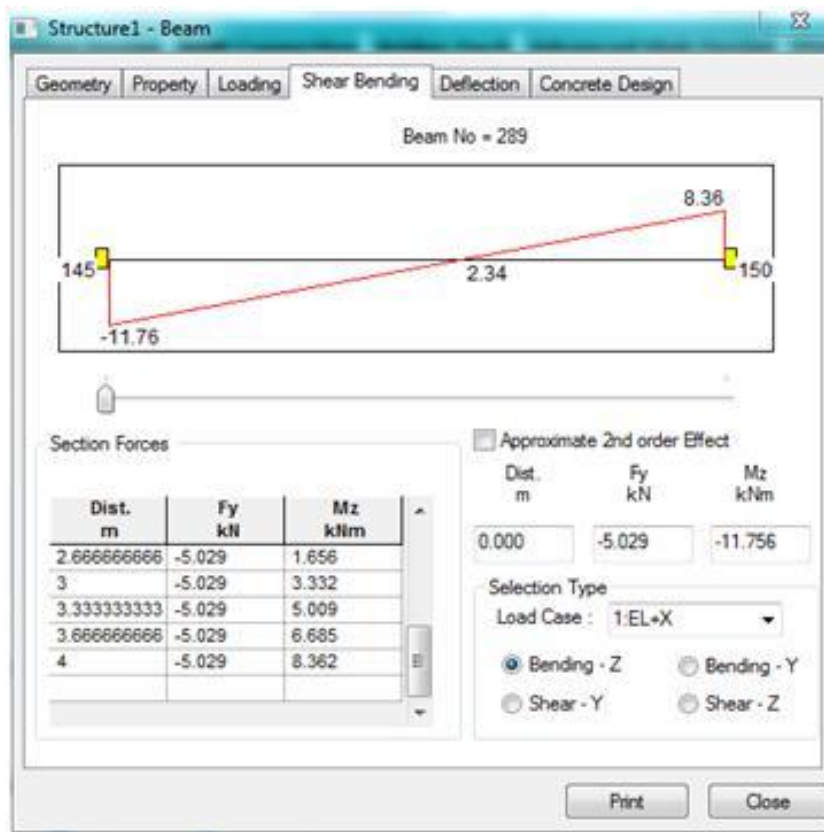 Structure1 - Beam
Geometry Property Loading Shear Bending Deflection Concrete Design
Beam No = 289
8.36
145 2.34 150
-11.76
Section Forces
Approximate 2nd order Effect
Dist. Fy Mz
m kN kNm
0.000 -5.029 -11.756
Dist. Fy Mz
m kN kNm
2.666666666 -5.029 1.656
3 -5.029 3.332
3.333333333 -5.029 5.009
3.666666666 -5.029 6.685
4 -5.029 8.362
Selection Type
Load Case : 1:EL+X
Bending - Z Bending - Y
Shear - Y Shear - Z
Print Close